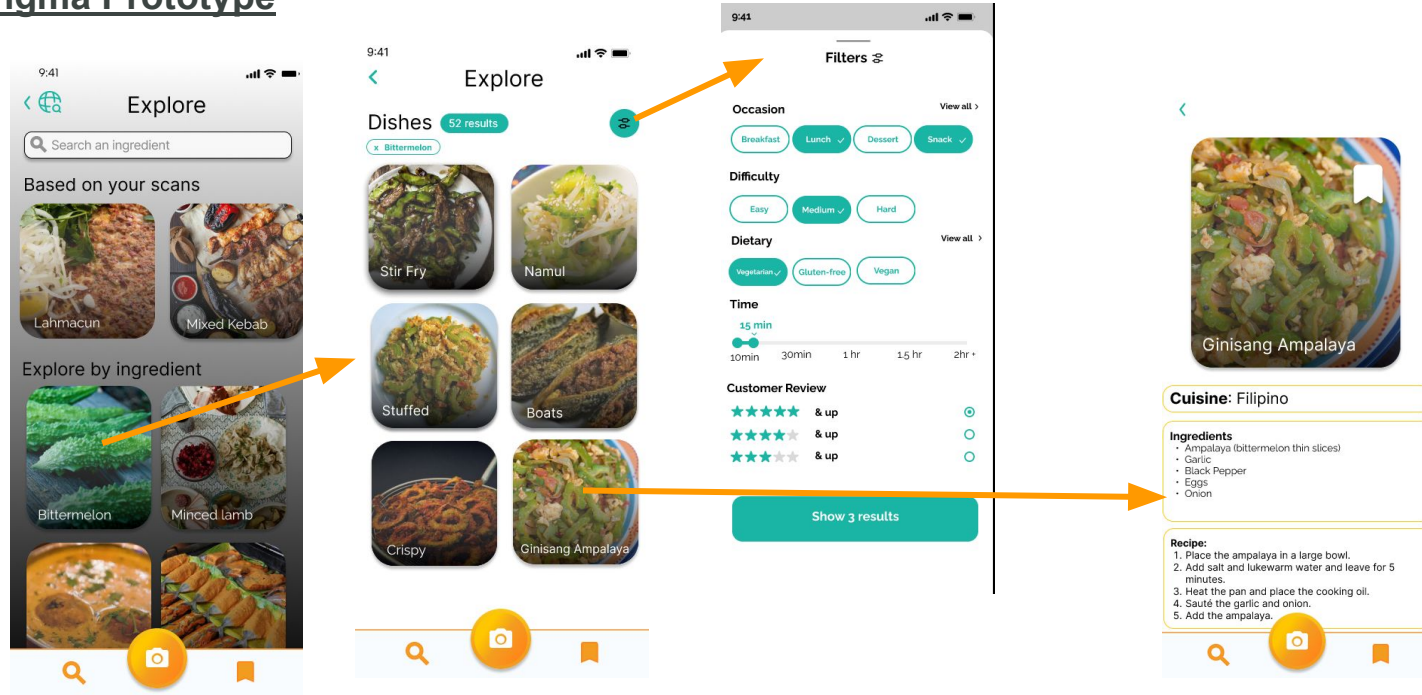 Figma Prototype
9:41
Explore
Search an ingredient
Based on your scans
Lahmacun
Mixed Kebab
Explore by ingredient
Bittermelon
Minced lamb
9:41
Explore
Dishes
52 results
x Bittermelon
Stir Fry
Namul
Stuffed
Boats
Crispy
Ginisang Ampalaya
9:41
Filters
Occasion
View all >
Breakfast
Lunch
Dessert
Snack
Difficulty
Easy
Medium
Hard
Dietary
View all >
Vegetarian
Gluten-free
Vegan
Time
15 min
10min 30min 1 hr 1.5 hr 2hr +
Customer Review
& up
& up
& up
Show 3 results
Ginisang Ampalaya
Cuisine: Filipino
Ingredients
• Ampalaya (bittermelon thin slices)
• Garlic
• Black Pepper
• Eggs
• Onion
Recipe:
1. Place the ampalaya in a large bowl.
2. Add salt and lukewarm water and leave for 5
minutes.
3. Heat the pan and place the cooking oil.
4. Sauté the garlic and onion.
5. Add the ampalaya.